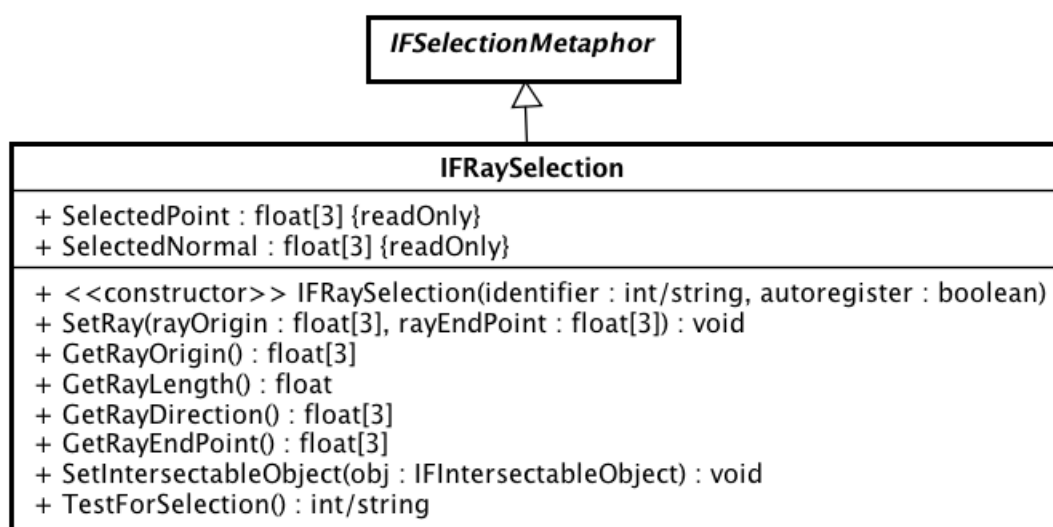 IFSelectionMetaphor
IFRaySelection
+ SelectedPoint : float[3] {readOnly}
+ SelectedNormal : float[3] {readOnly}
+ <<constructor>> IFRaySelection(identifier : int/string, autoregister : boolean)
+ SetRay(rayOrigin : float[3], rayEndPoint : float[3]) : void
+ GetRayOrigin() : float[3]
+ GetRayLength() : float
+ GetRayDirection() : float[3]
+ GetRayEndPoint() : float[3]
+ SetIntersectableObject(obj : IFIntersectableObject) : void
+ TestForSelection() : int/string